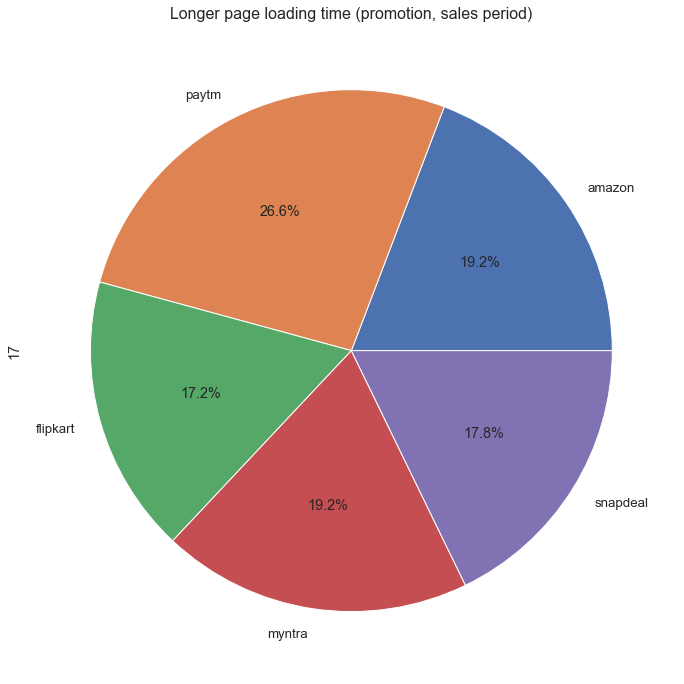 Longer page loading time (promotion, sales period)
paytm
amazon
26.6%
19.2%
17
17.2%
flipkart
17.8%
19.2%
snapdeal
myntra